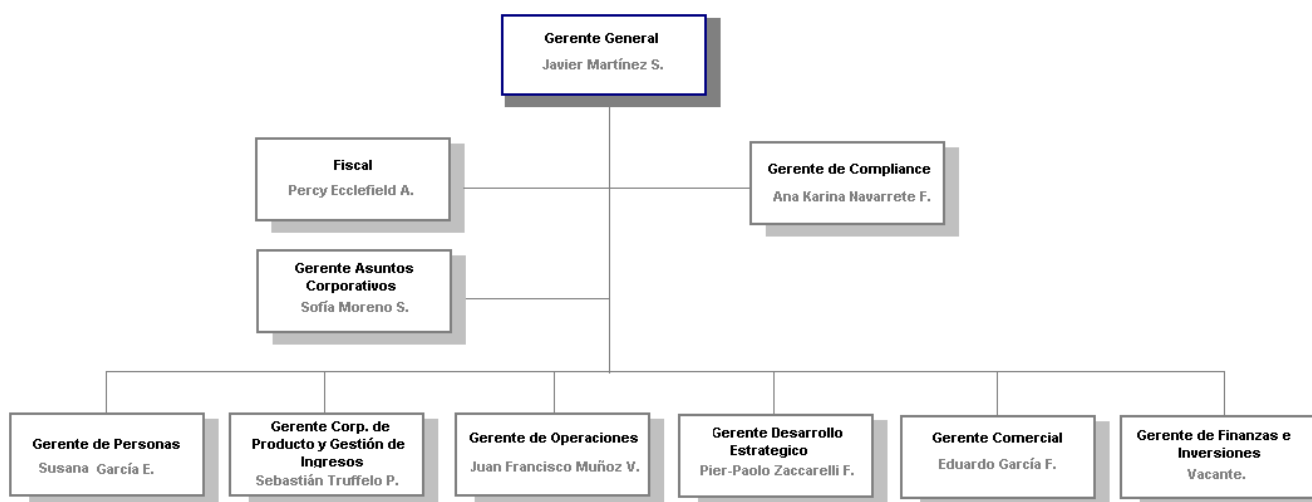 Gerente General
Javier Martínez S.
Fiscal
Percy Ecclefield A.
Gerente de Compliance
Ana Karina Navarrete F.
Gerente Asuntos
Corporativos
Sofía Moreno S.
Gerente de Personas
Susana García E.
Gerente Corp. de
Producto y Gestión de
Ingresos
Sebastián Truffelo P.
Gerente de Operaciones
Juan Francisco Muñoz V.
Gerente Desarrollo
Estrategico
Pier-Paolo Zaccarelli F.
Gerente Comercial
Eduardo García F.
Gerente de Finanzas e
Inversiones
Vacante.